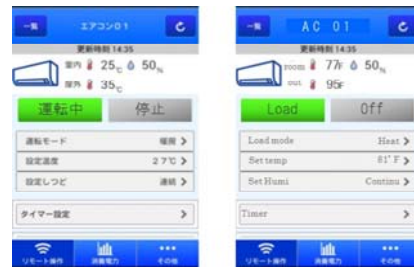 一覧
エアコン01
更新時刻 14:35
室内 25℃ 50%
屋外 35℃
運転中
停止
運転モード 暖房
設定温度 27℃
設定しつど 連続
タイマー設定
リモート操作
消費電力
その他
一覧
AC 01
更新時刻 14:35
room 77F 50%
out 95F
Load
Off
Load mode Heat
Set temp 81°F
Set Humi Continu
Timer
リモート操作
消費電力
その他